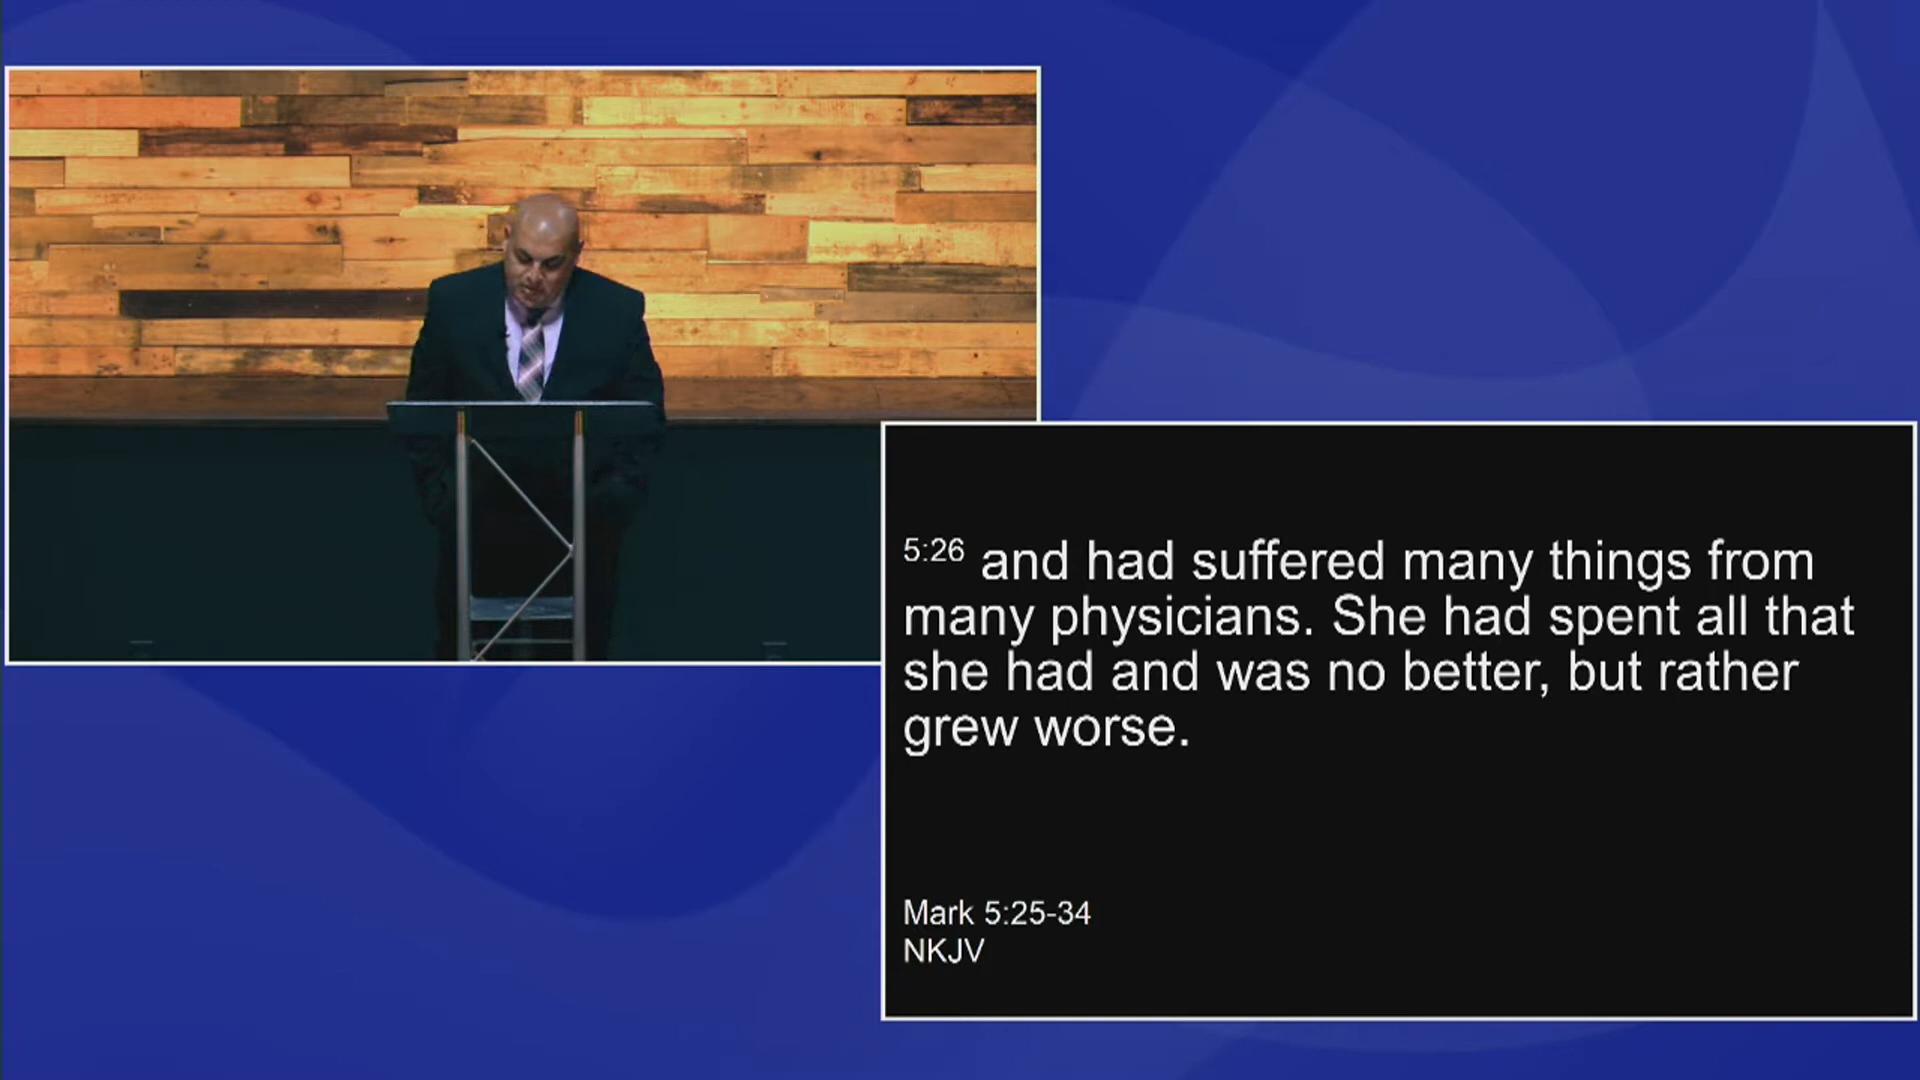 5:26 and had suffered many things from
many physicians. She had spent all that
she had and was no better, but rather
grew worse.
Mark 5:25-34
NKJV